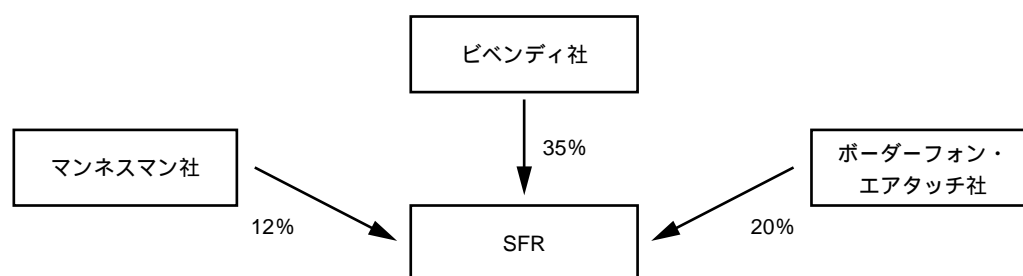 ビベンディ社
マンネスマン社
35%
ボーダーフォン・
エアタッチ社
12%
SFR
20%